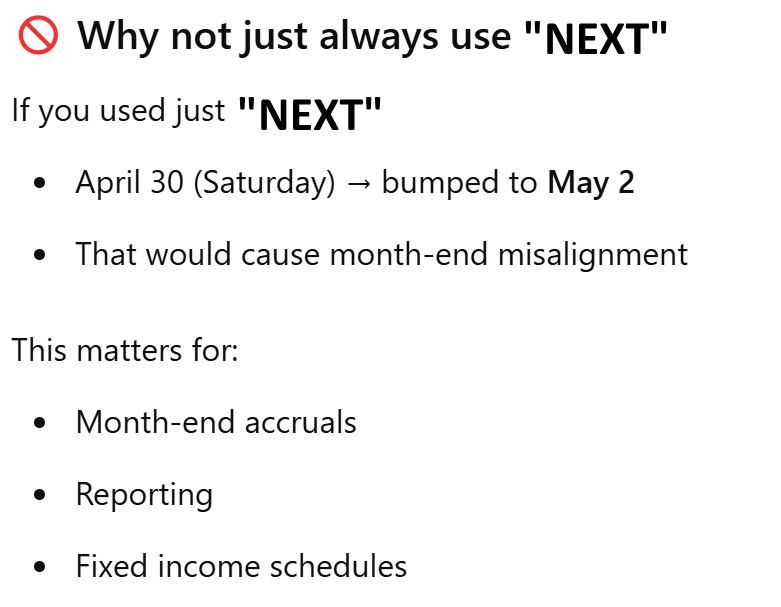 🚫 Why not just always use "NEXT"
If you used just "NEXT"
• April 30 (Saturday) → bumped to May 2
• That would cause month-end misalignment
This matters for:
• Month-end accruals
• Reporting
• Fixed income schedules